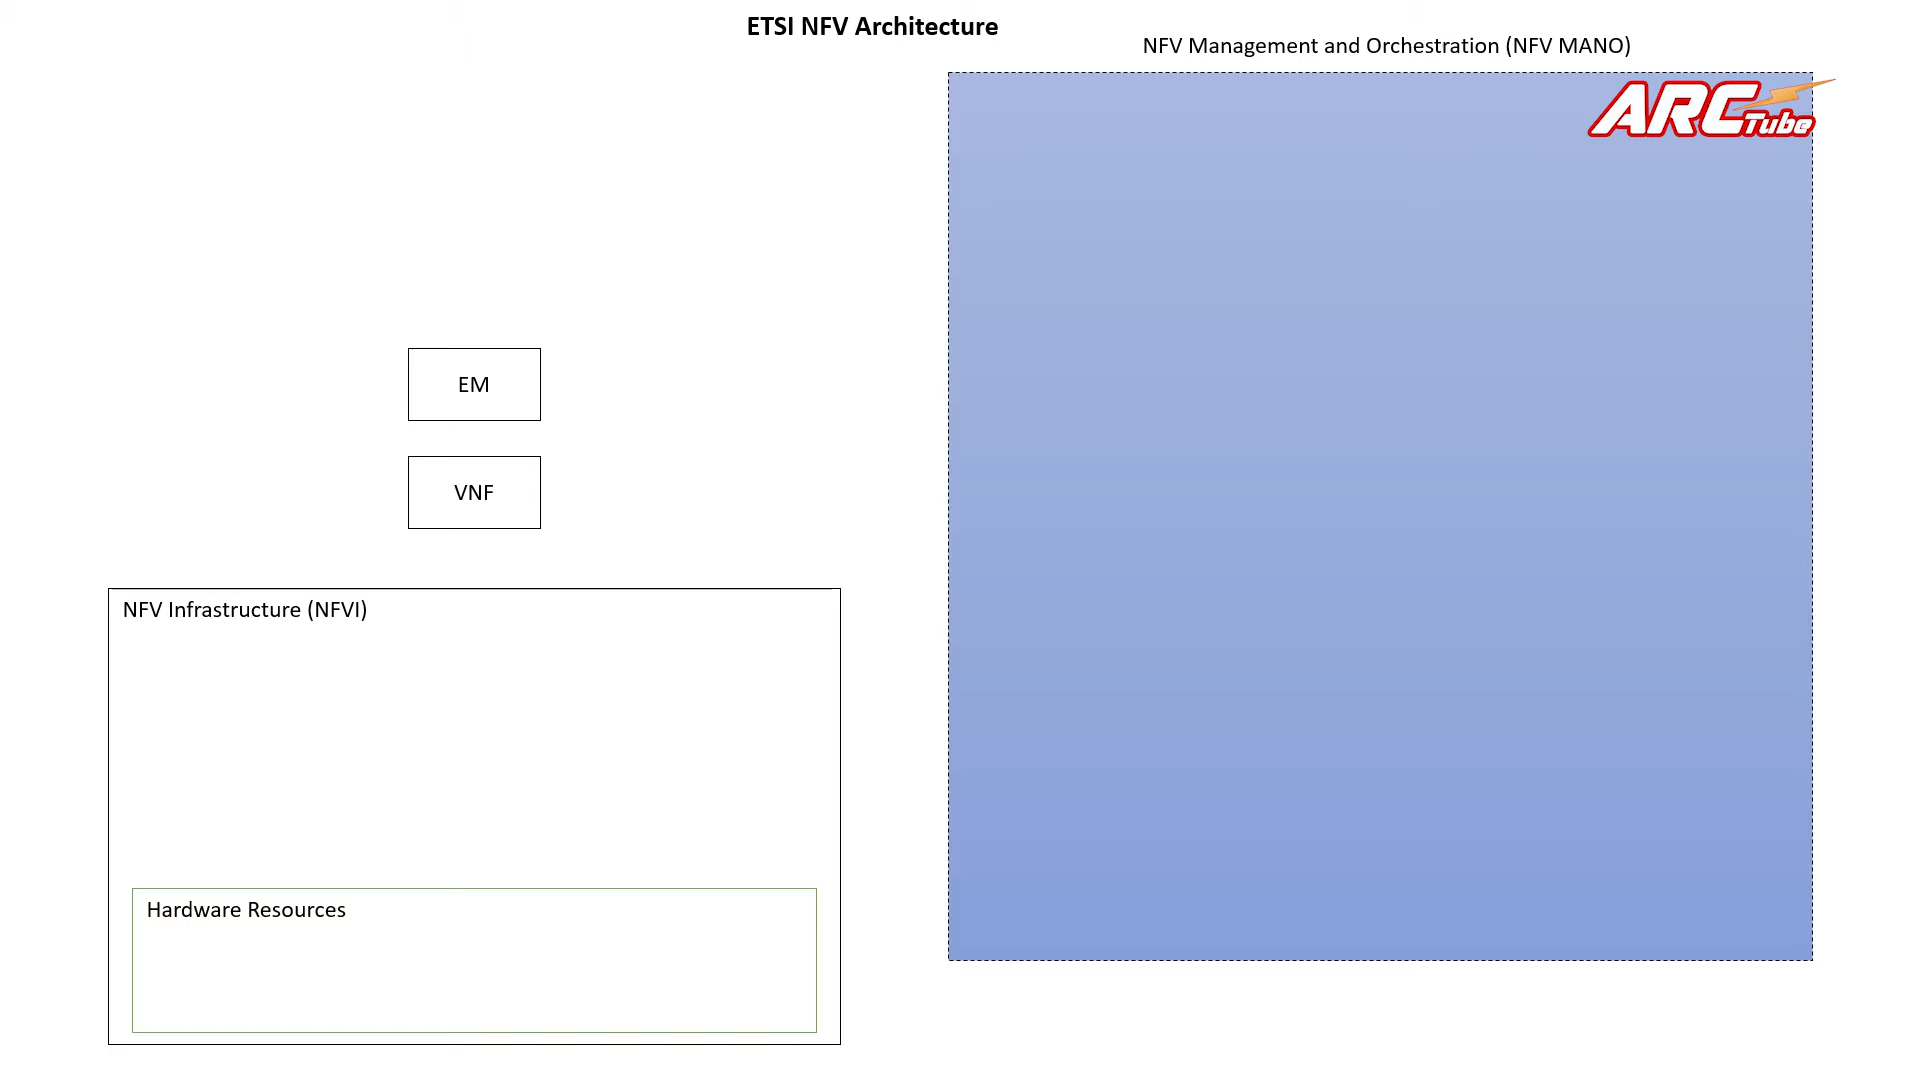 ETSI NFV Architecture
NFV Management and Orchestration (NFV MANO)
ARC Tube
EM
VNF
NFV Infrastructure (NFVI)
Hardware Resources